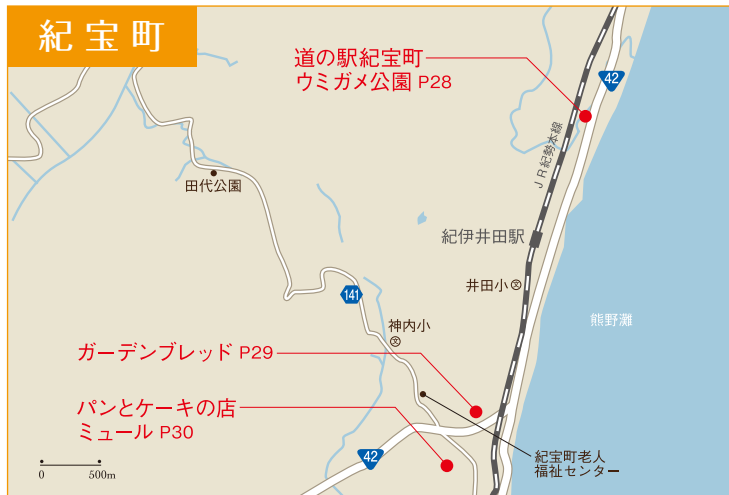 紀宝町
道の駅紀宝町
ウミガメ公園 P28
42
JR紀勢本線
田代公園
紀伊井田駅
井田小
文
141
熊野灘
神内小
文
ガーデンブレッド P29
パンとケーキの店
ミュール P30
42
紀宝町老人
福祉センター
0 500m